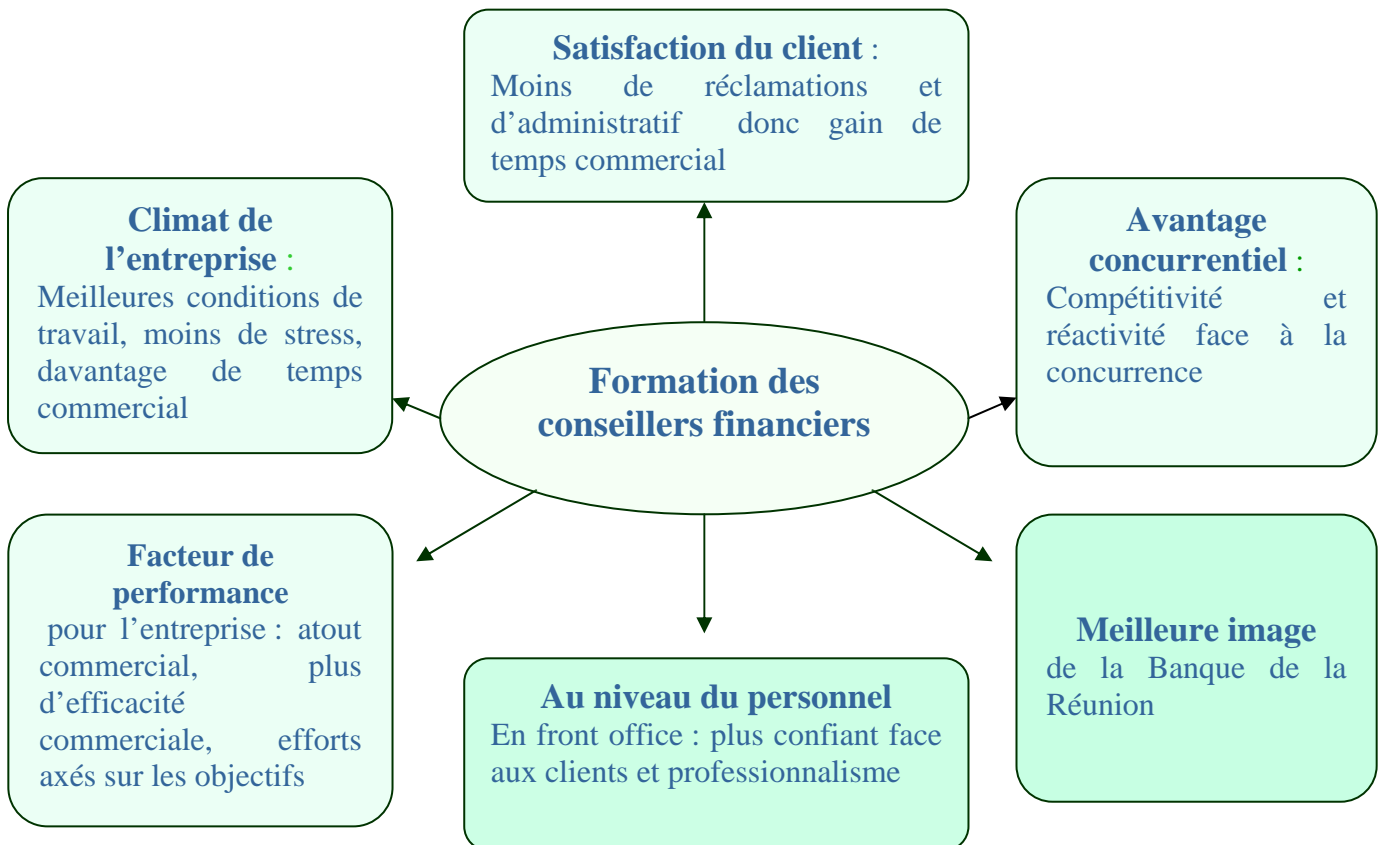 Satisfaction du client :
Moins de réclamations et
d’administratif donc gain de
temps commercial
Climat de
l’entreprise :
Meilleures conditions de
travail, moins de stress,
davantage de temps
commercial
Avantage
concurrentiel :
Compétitivité et
réactivité face à la
concurrence
Formation des
conseillers financiers
Facteur de
performance
pour l’entreprise : atout
commercial, plus
d’efficacité
commerciale, efforts
axés sur les objectifs
Au niveau du personnel
En front office : plus confiant face
aux clients et professionnalisme
Meilleure image
de la Banque de la
Réunion